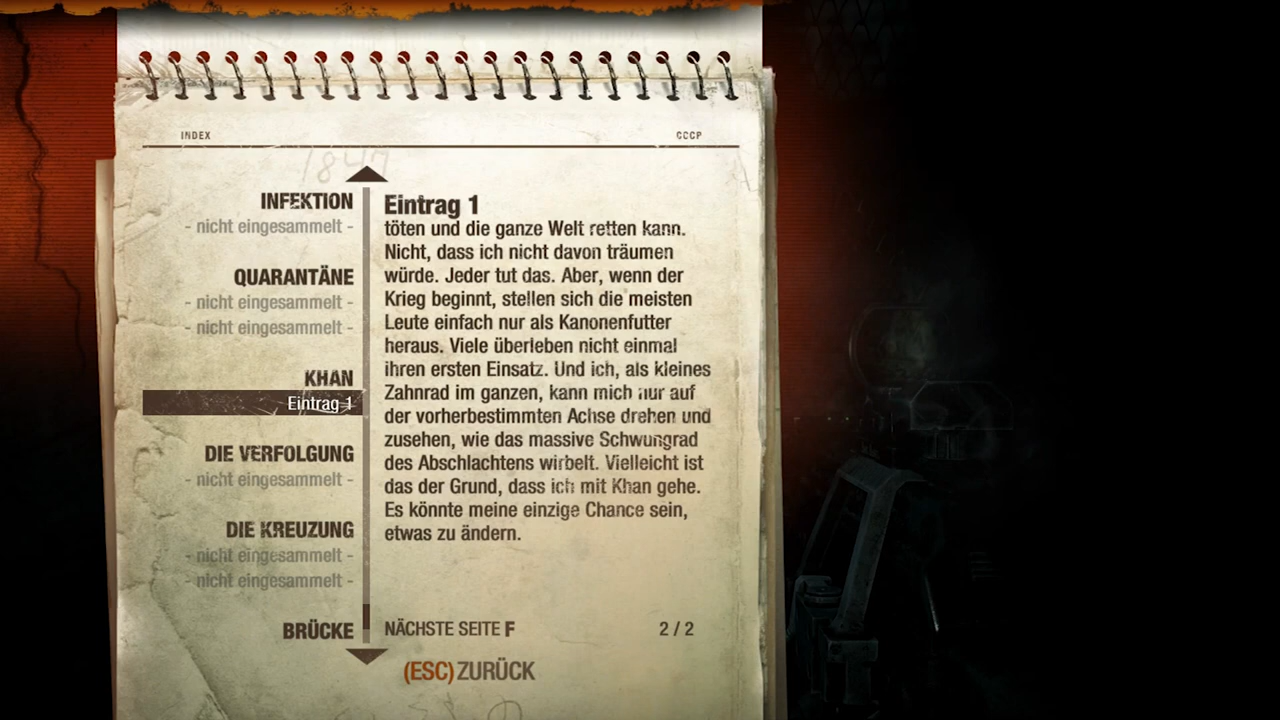 INDEX
CCCP
1847
INFEKTION
- nicht eingesammelt -
QUARANTÄNE
- nicht eingesammelt -
- nicht eingesammelt -
KHAN
Eintrag 1
DIE VERFOLGUNG
- nicht eingesammelt -
DIE KREUZUNG
- nicht eingesammelt -
- nicht eingesammelt -
BRÜCKE
Eintrag 1
töten und die ganze Welt retten kann.
Nicht, dass ich nicht davon träumen
würde. Jeder tut das. Aber, wenn der
Krieg beginnt, stellen sich die meisten
Leute einfach nur als Kanonenfutter
heraus. Viele überleben nicht einmal
ihren ersten Einsatz. Und ich, als kleines
Zahnrad im ganzen, kann mich nur auf
der vorherbestimmten Achse drehen und
zusehen, wie das massive Schwungrad
des Abschlachtens wirbelt. Vielleicht ist
das der Grund, dass ich mit Khan gehe.
Es könnte meine einzige Chance sein,
etwas zu ändern.
NÄCHSTE SEITE F
2 / 2
(ESC) ZURÜCK